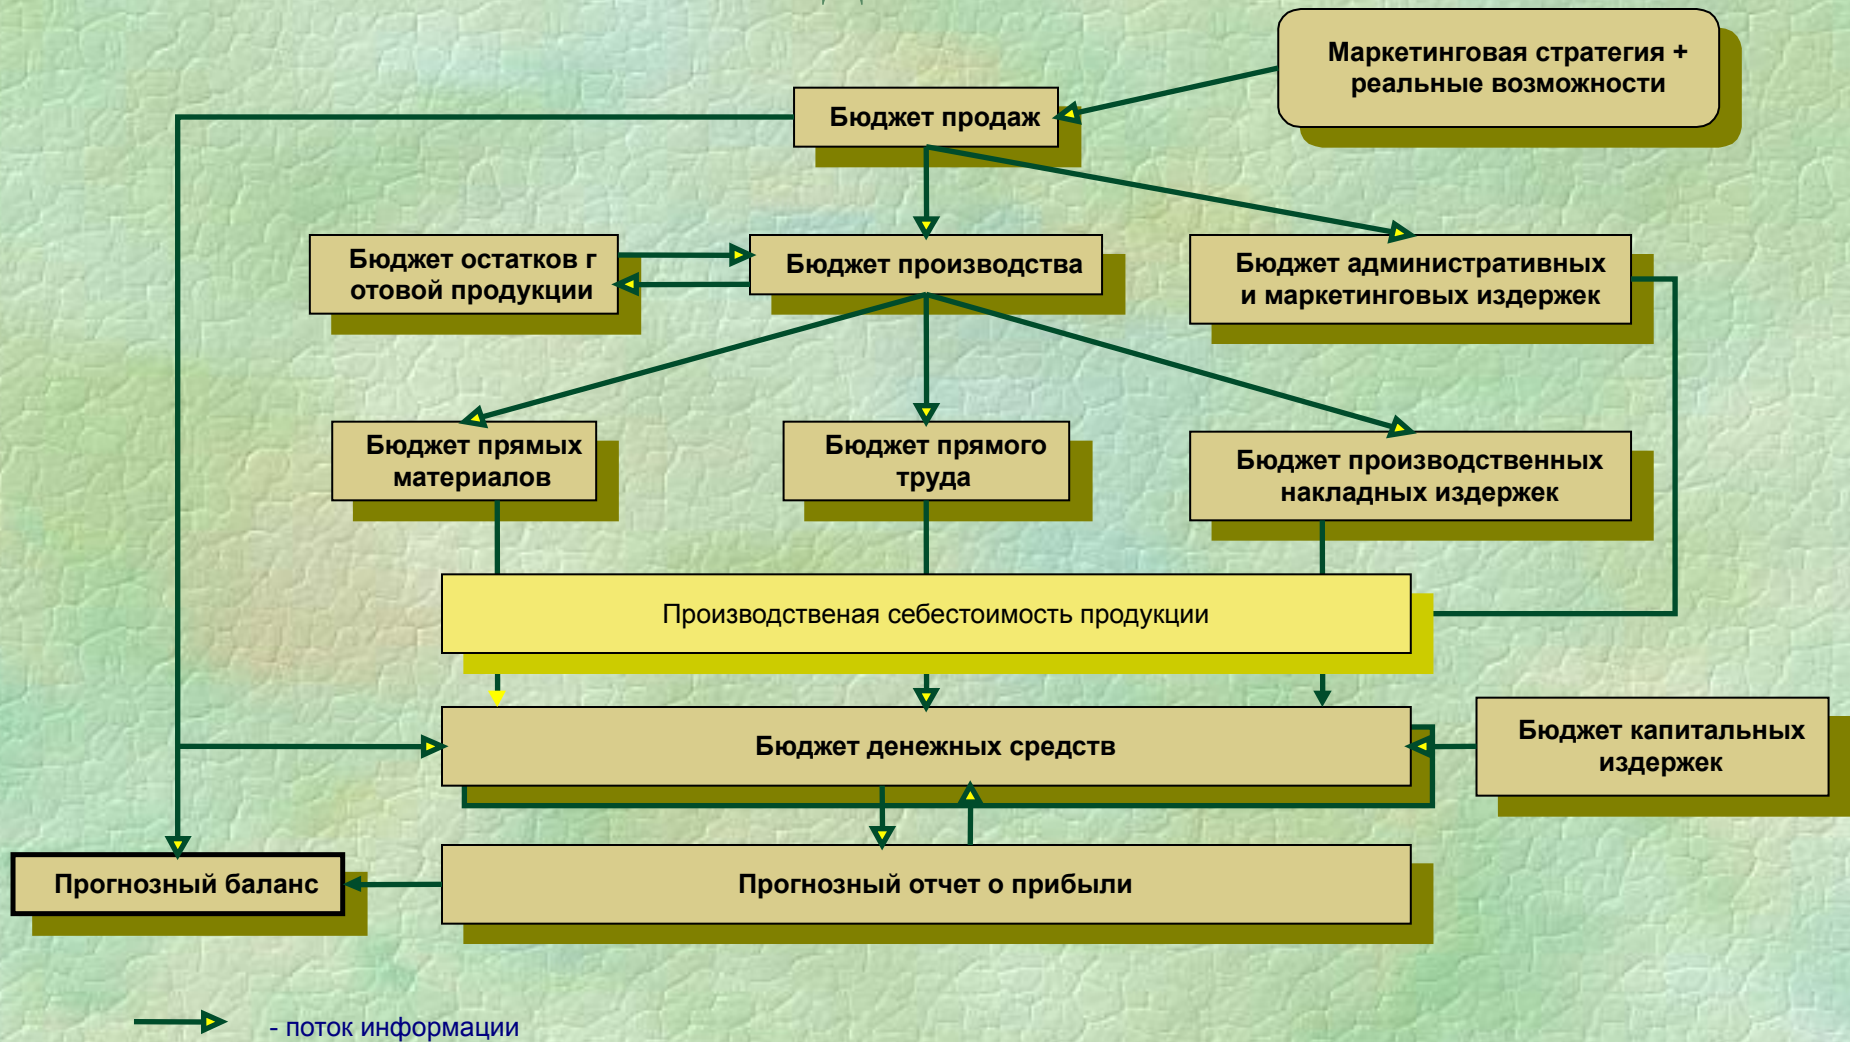 Маркетинговая стратегия +
реальные возможности
Бюджет продаж
Бюджет остатков г
отовой продукции
Бюджет производства
Бюджет административных
и маркетинговых издержек
Бюджет прямых
материалов
Бюджет прямого
труда
Бюджет производственных
накладных издержек
Производственая себестоимость продукции
Бюджет денежных средств
Бюджет капитальных
издержек
Прогнозный баланс
Прогнозный отчет о прибыли
- поток информации